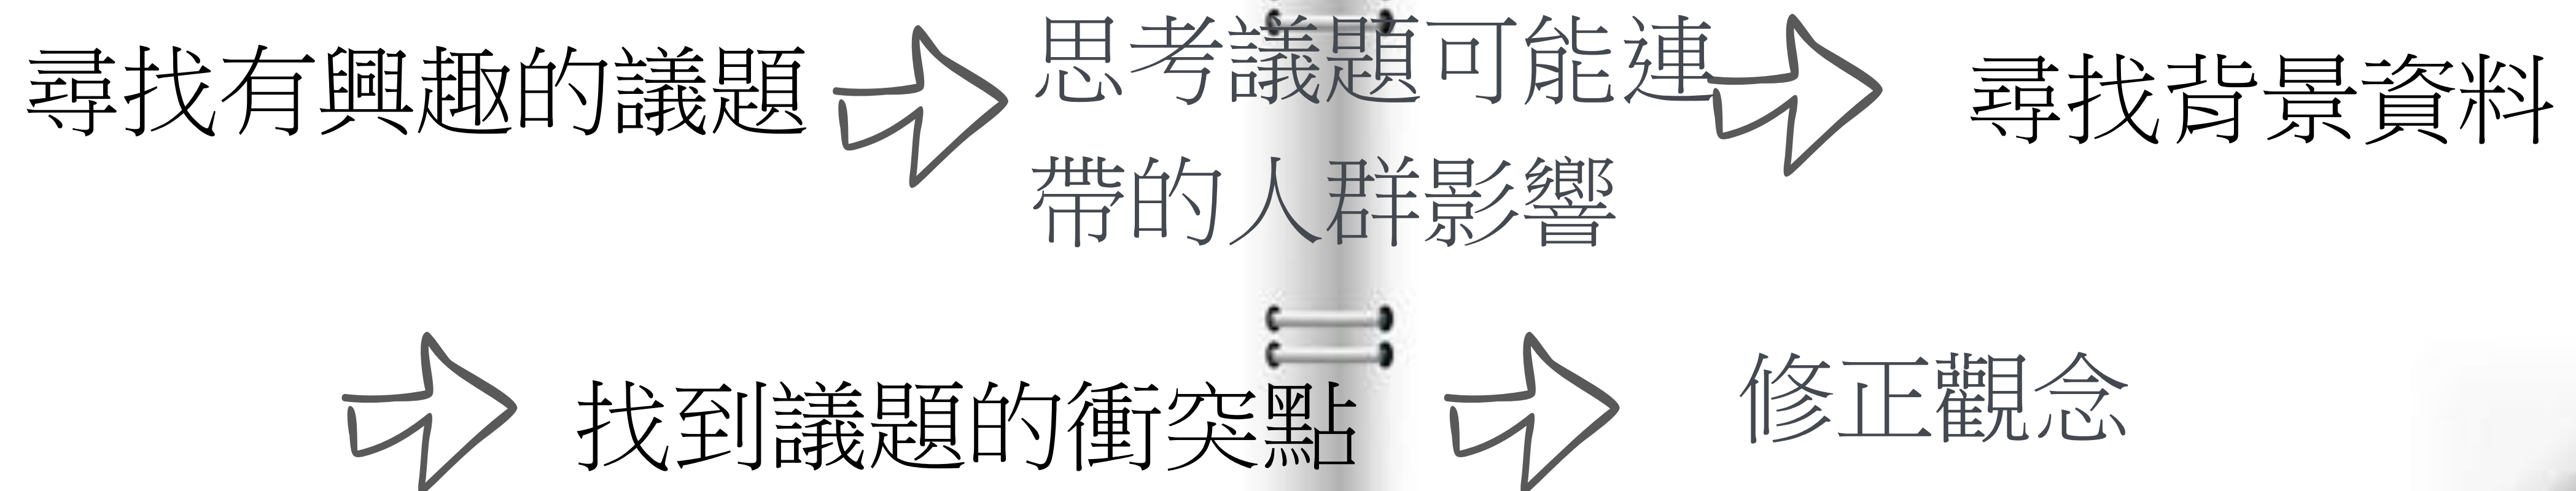 尋找有興趣的議題
思考議題可能連
帶的人群影響
尋找背景資料
找到議題的衝突點
修正觀念